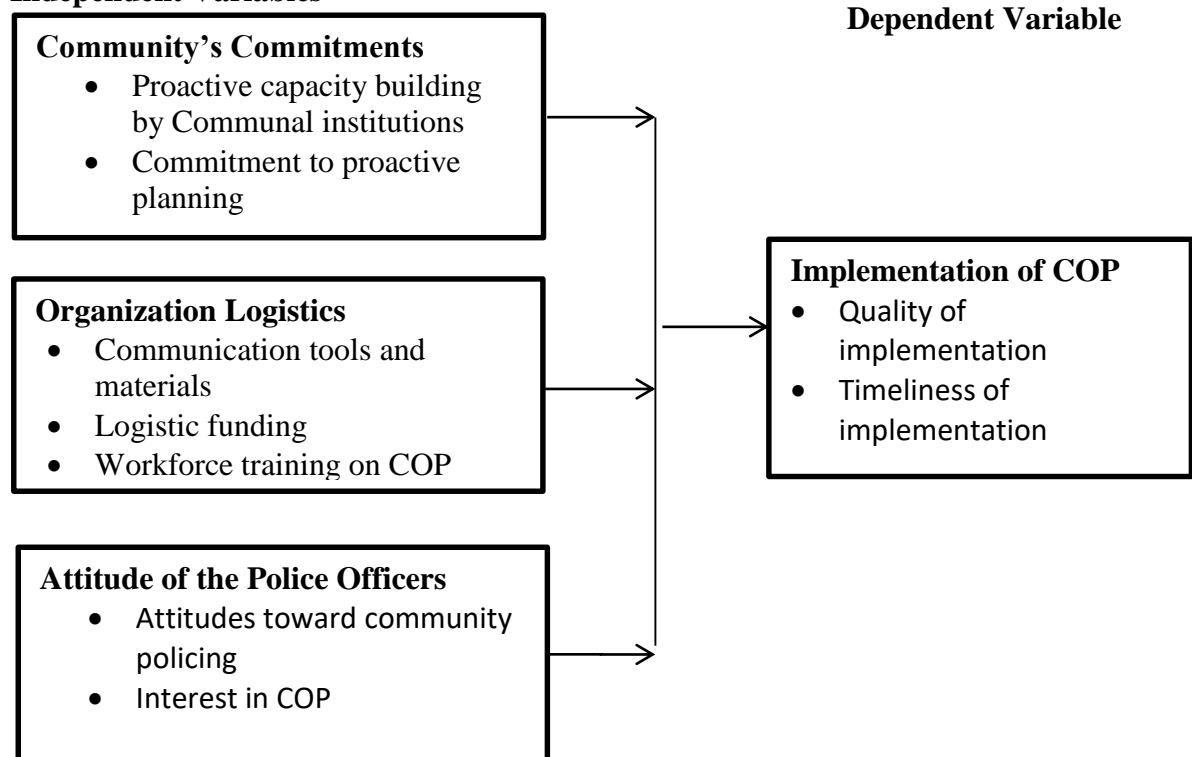 Independent Variables
Dependent Variable
Community’s Commitments
• Proactive capacity building
by Communal institutions
• Commitment to proactive
planning
Organization Logistics
• Communication tools and
materials
• Logistic funding
• Workforce training on COP
Attitude of the Police Officers
• Attitudes toward community
policing
• Interest in COP
Implementation of COP
• Quality of
implementation
• Timeliness of
implementation